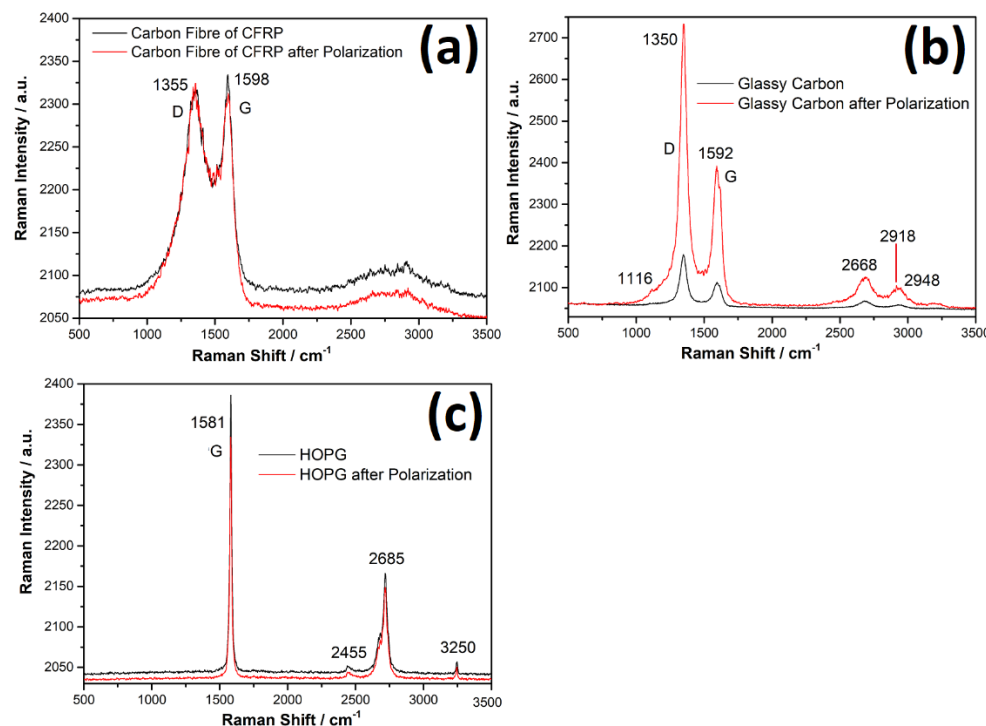 (a)
Carbon Fibre of CFRP
Carbon Fibre of CFRP after Polarization
1355
1598
D
G
2400
2350
2300
2250
2200
2150
2100
2050
500 1000 1500 2000 2500 3000 3500
Raman Intensity / a.u.
Raman Shift / cm⁻¹
(b)
1350
Glassy Carbon
Glassy Carbon after Polarization
D
1592
G
1116
2668
2918
2948
2700
2600
2500
2400
2300
2200
2100
500 1000 1500 2000 2500 3000 3500
Raman Intensity / a.u.
Raman Shift / cm⁻¹
(c)
1581
G
HOPG
HOPG after Polarization
2685
2455
3250
2400
2350
2300
2250
2200
2150
2100
2050
500 1000 1500 2000 2500 3000 3500
Raman Intensity / a.u.
Raman Shift / cm⁻¹